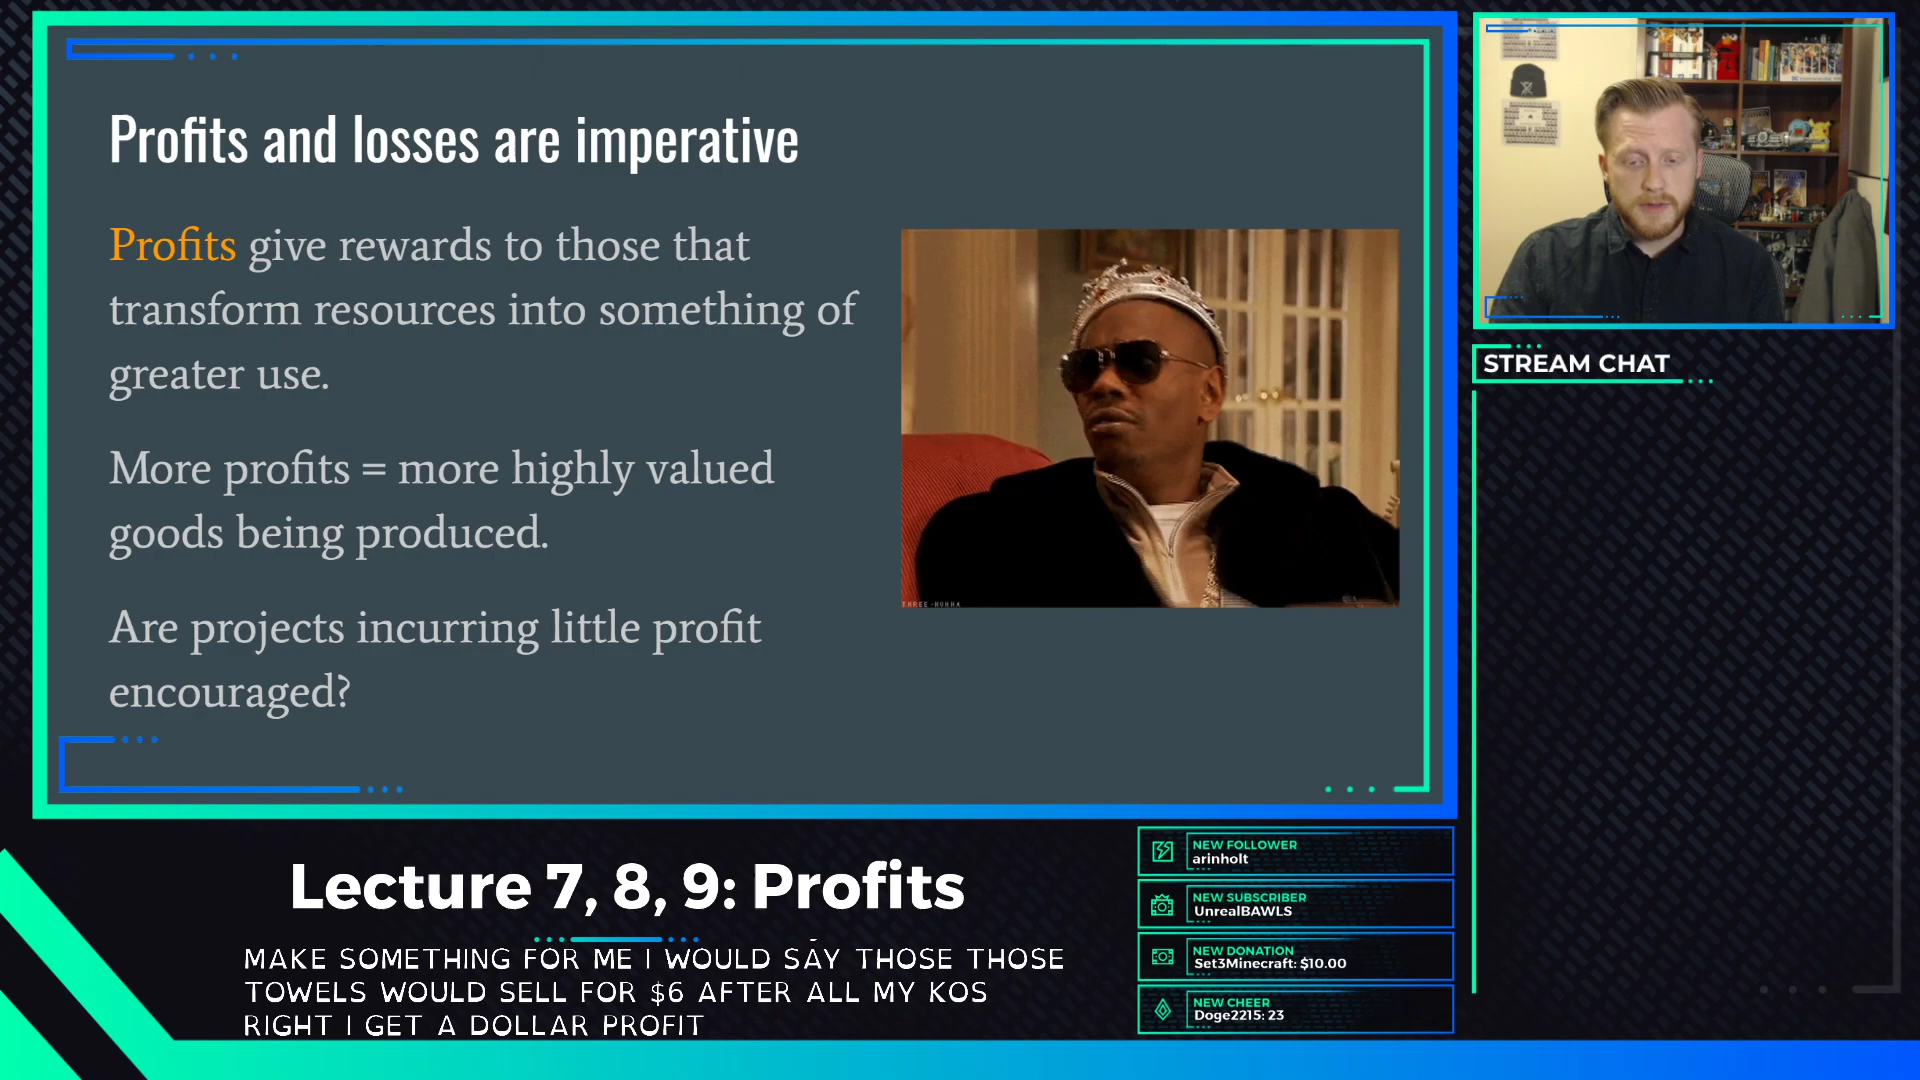 Profits and losses are imperative
Profits give rewards to those that
transform resources into something of
greater use.
More profits = more highly valued
goods being produced.
Are projects incurring little profit
encouraged?
THREE-NUNNA
STREAM CHAT
Lecture 7, 8, 9: Profits
MAKE SOMETHING FOR ME I WOULD SAY THOSE THOSE
TOWELS WOULD SELL FOR $6 AFTER ALL MY KOS
RIGHT I GET A DOLLAR PROFIT
NEW FOLLOWER
arinholt
NEW SUBSCRIBER
UnrealBAWLS
NEW DONATION
Set3Minecraft: $10.00
NEW CHEER
Doge2215: 23